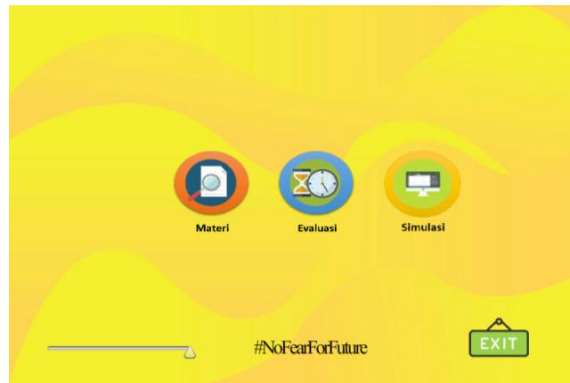 Materi
Evaluasi
Simulasi
#NoFearForFuture
EXIT